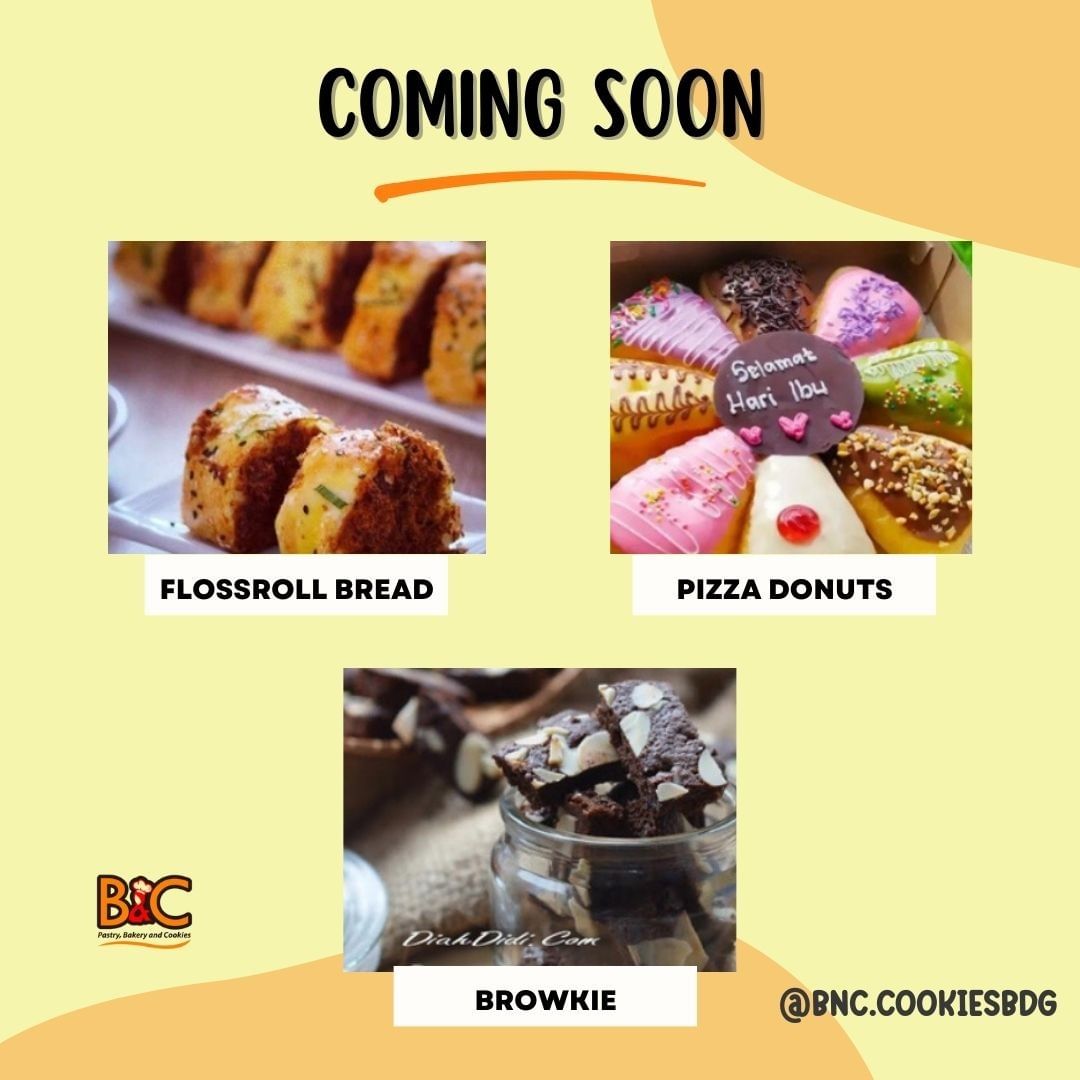 COMING SOON
Selamat
Hari Ibu
FLOSSROLL BREAD
PIZZA DONUTS
DiahDidi.Com
BROWKIE
B&C
Pastry, Bakery and Cookies
@BNC.COOKIESBDG